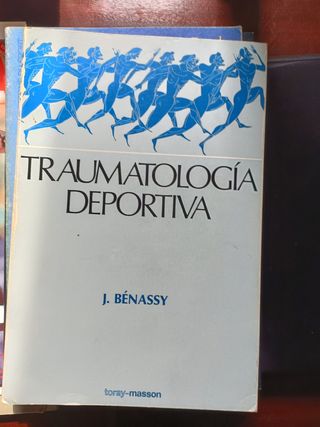 TRAUMATOLOGÍA
DEPORTIVA
J. BÉNASSY
toray-masson